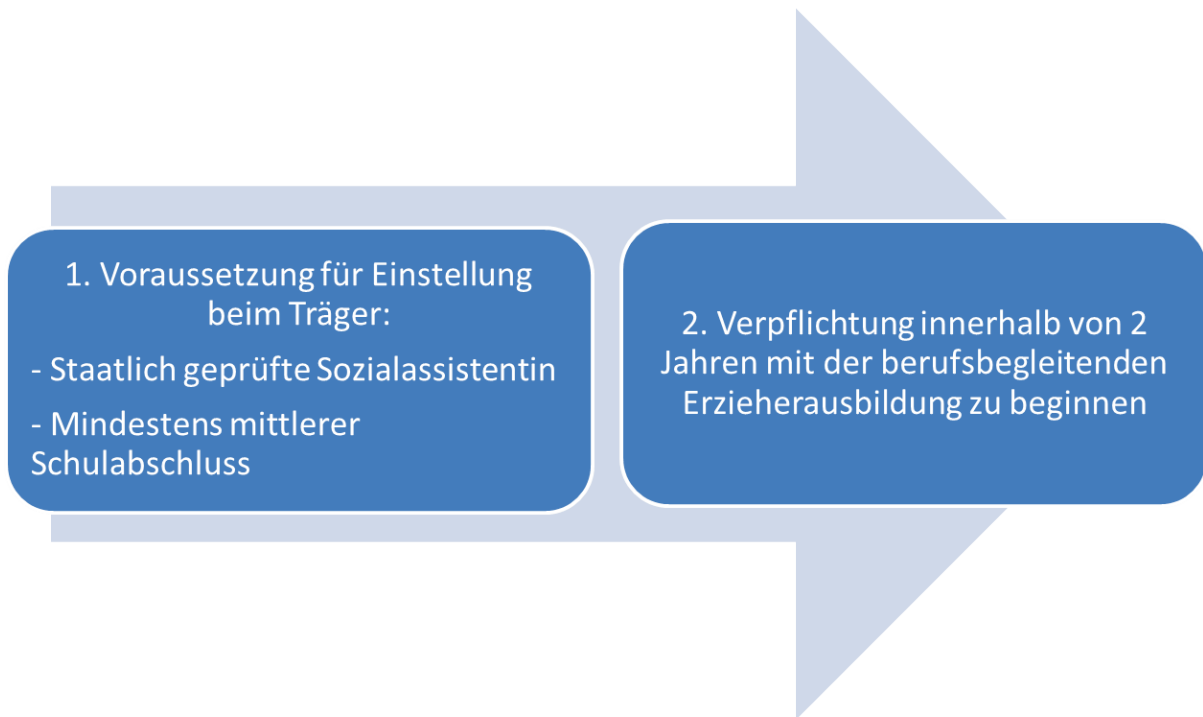 1. Voraussetzung für Einstellung
beim Träger:
- Staatlich geprüfte Sozialassistentin
- Mindestens mittlerer
Schulabschluss
2. Verpflichtung innerhalb von 2
Jahren mit der berufsbegleitenden
Erzieherausbildung zu beginnen